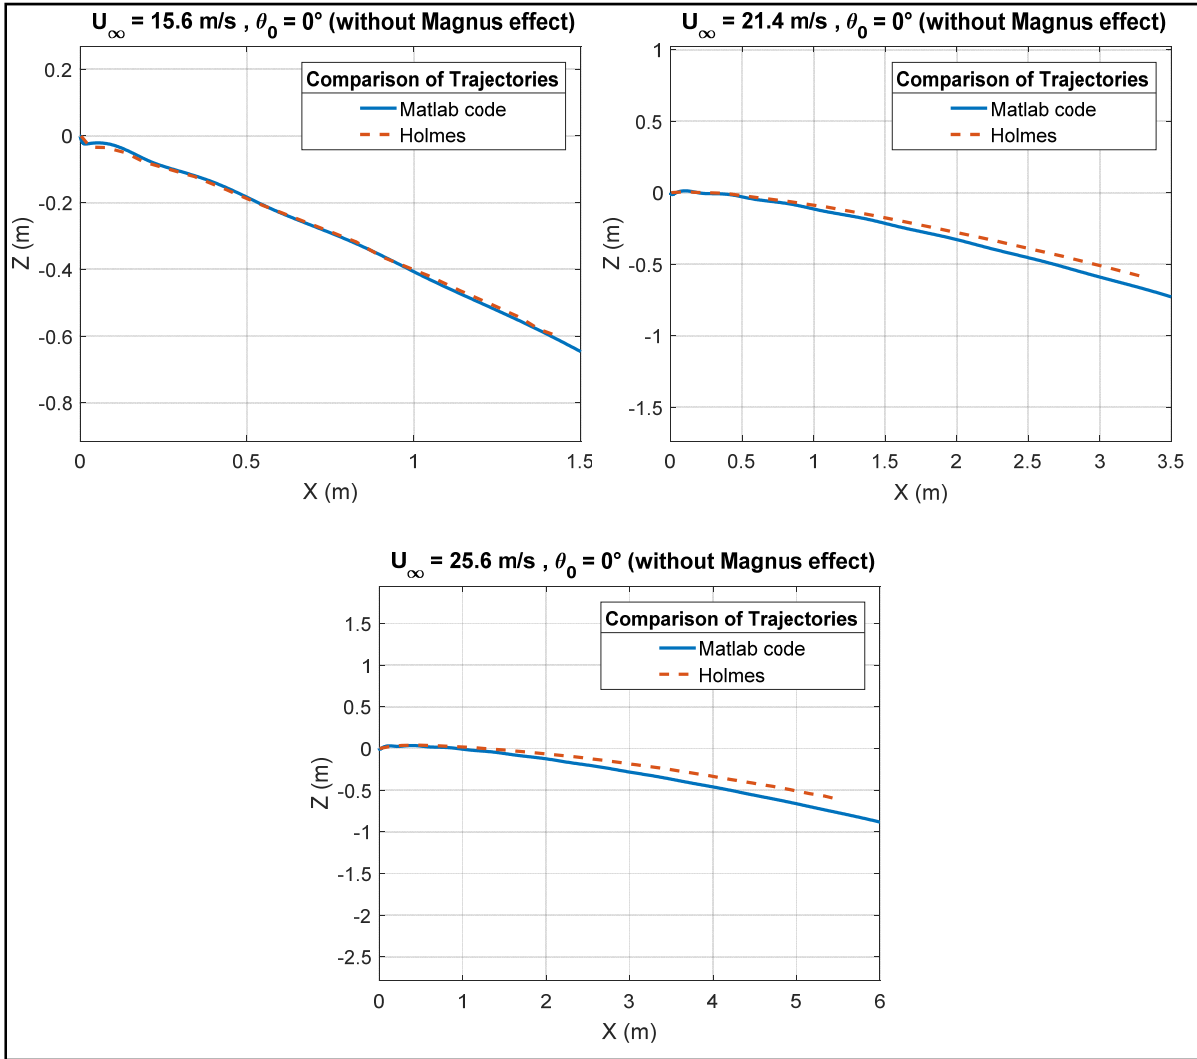 U∞ = 15.6 m/s , θ0 = 0° (without Magnus effect)
Comparison of Trajectories
Matlab code
Holmes
0.2
0
-0.2
-0.4
-0.6
-0.8
Z (m)
0 0.5 1 1.5
X (m)
U∞ = 21.4 m/s , θ0 = 0° (without Magnus effect)
Comparison of Trajectories
Matlab code
Holmes
1
0.5
0
-0.5
-1
-1.5
Z (m)
0 0.5 1 1.5 2 2.5 3 3.5
X (m)
U∞ = 25.6 m/s , θ0 = 0° (without Magnus effect)
Comparison of Trajectories
Matlab code
Holmes
1.5
1
0.5
0
-0.5
-1
-1.5
-2
-2.5
Z (m)
0 1 2 3 4 5 6
X (m)